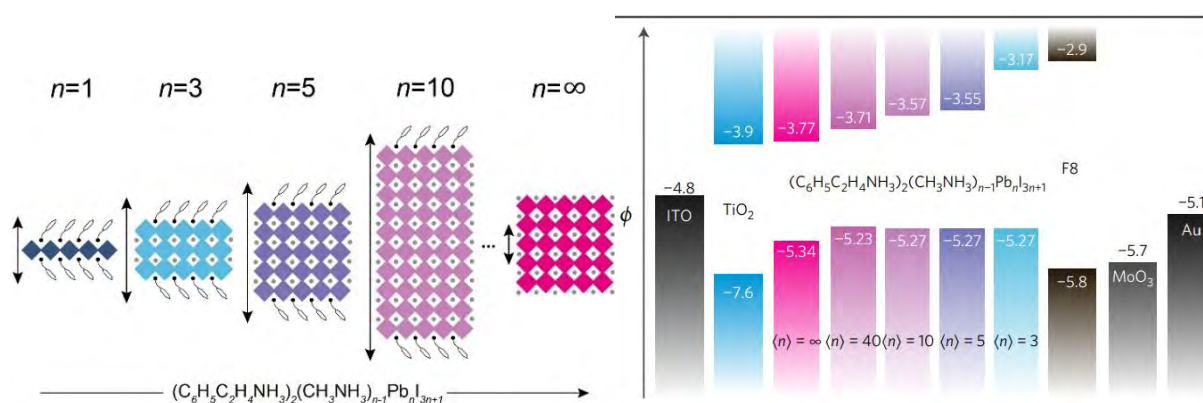 n=1 n=3 n=5 n=10 n=∞
...
(C₆H₅C₂H₄NH₃)₂(CH₃NH₃)ₙ₋₁PbₙI₃ₙ₊₁
ϕ
−3.9
−3.77
−3.71
−3.57
−3.55
−3.17
−2.9
(C₆H₅C₂H₄NH₃)₂(CH₃NH₃)ₙ₋₁PbₙI₃ₙ₊₁
F8
−4.8
ITO
TiO₂
−7.6
−5.34
−5.23
−5.27
−5.27
−5.27
−5.8
−5.7
MoO₃
−5.1
Au
⟨n⟩ = ∞ ⟨n⟩ = 40 ⟨n⟩ = 10 ⟨n⟩ = 5 ⟨n⟩ = 3